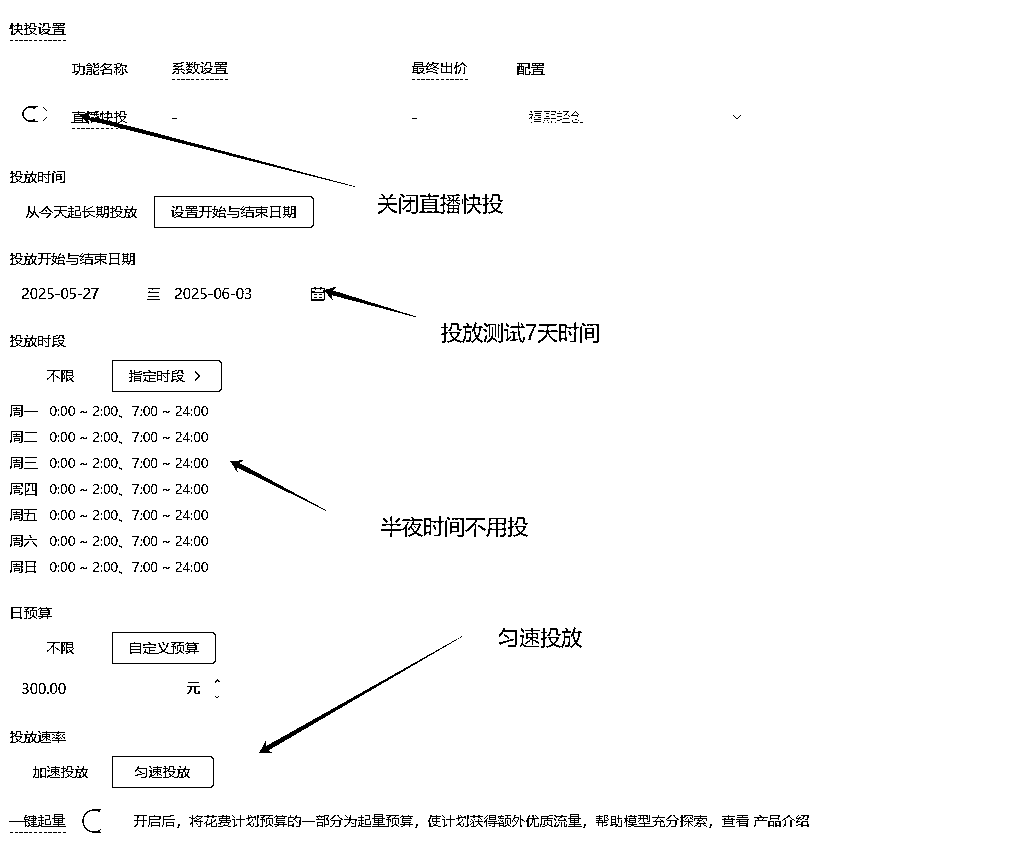 快投设置
功能名称 系数设置 最终出价 配置
直播快投 - - 福熙轻创
投放时间
从今天起长期投放 设置开始与结束日期
关闭直播快投
投放开始与结束日期
2025-05-27 至 2025-06-03
投放测试7天时间
投放时段
不限 指定时段 >
周一 0:00 ~ 2:00、7:00 ~ 24:00
周二 0:00 ~ 2:00、7:00 ~ 24:00
周三 0:00 ~ 2:00、7:00 ~ 24:00
周四 0:00 ~ 2:00、7:00 ~ 24:00
周五 0:00 ~ 2:00、7:00 ~ 24:00
周六 0:00 ~ 2:00、7:00 ~ 24:00
周日 0:00 ~ 2:00、7:00 ~ 24:00
半夜时间不用投
日预算
不限 自定义预算
匀速投放
300.00 元
投放速率
加速投放 匀速投放
一键起量 开启后，将花费计划预算的一部分为起量预算，使计划获得额外优质流量，帮助模型充分探索，查看 产品介绍